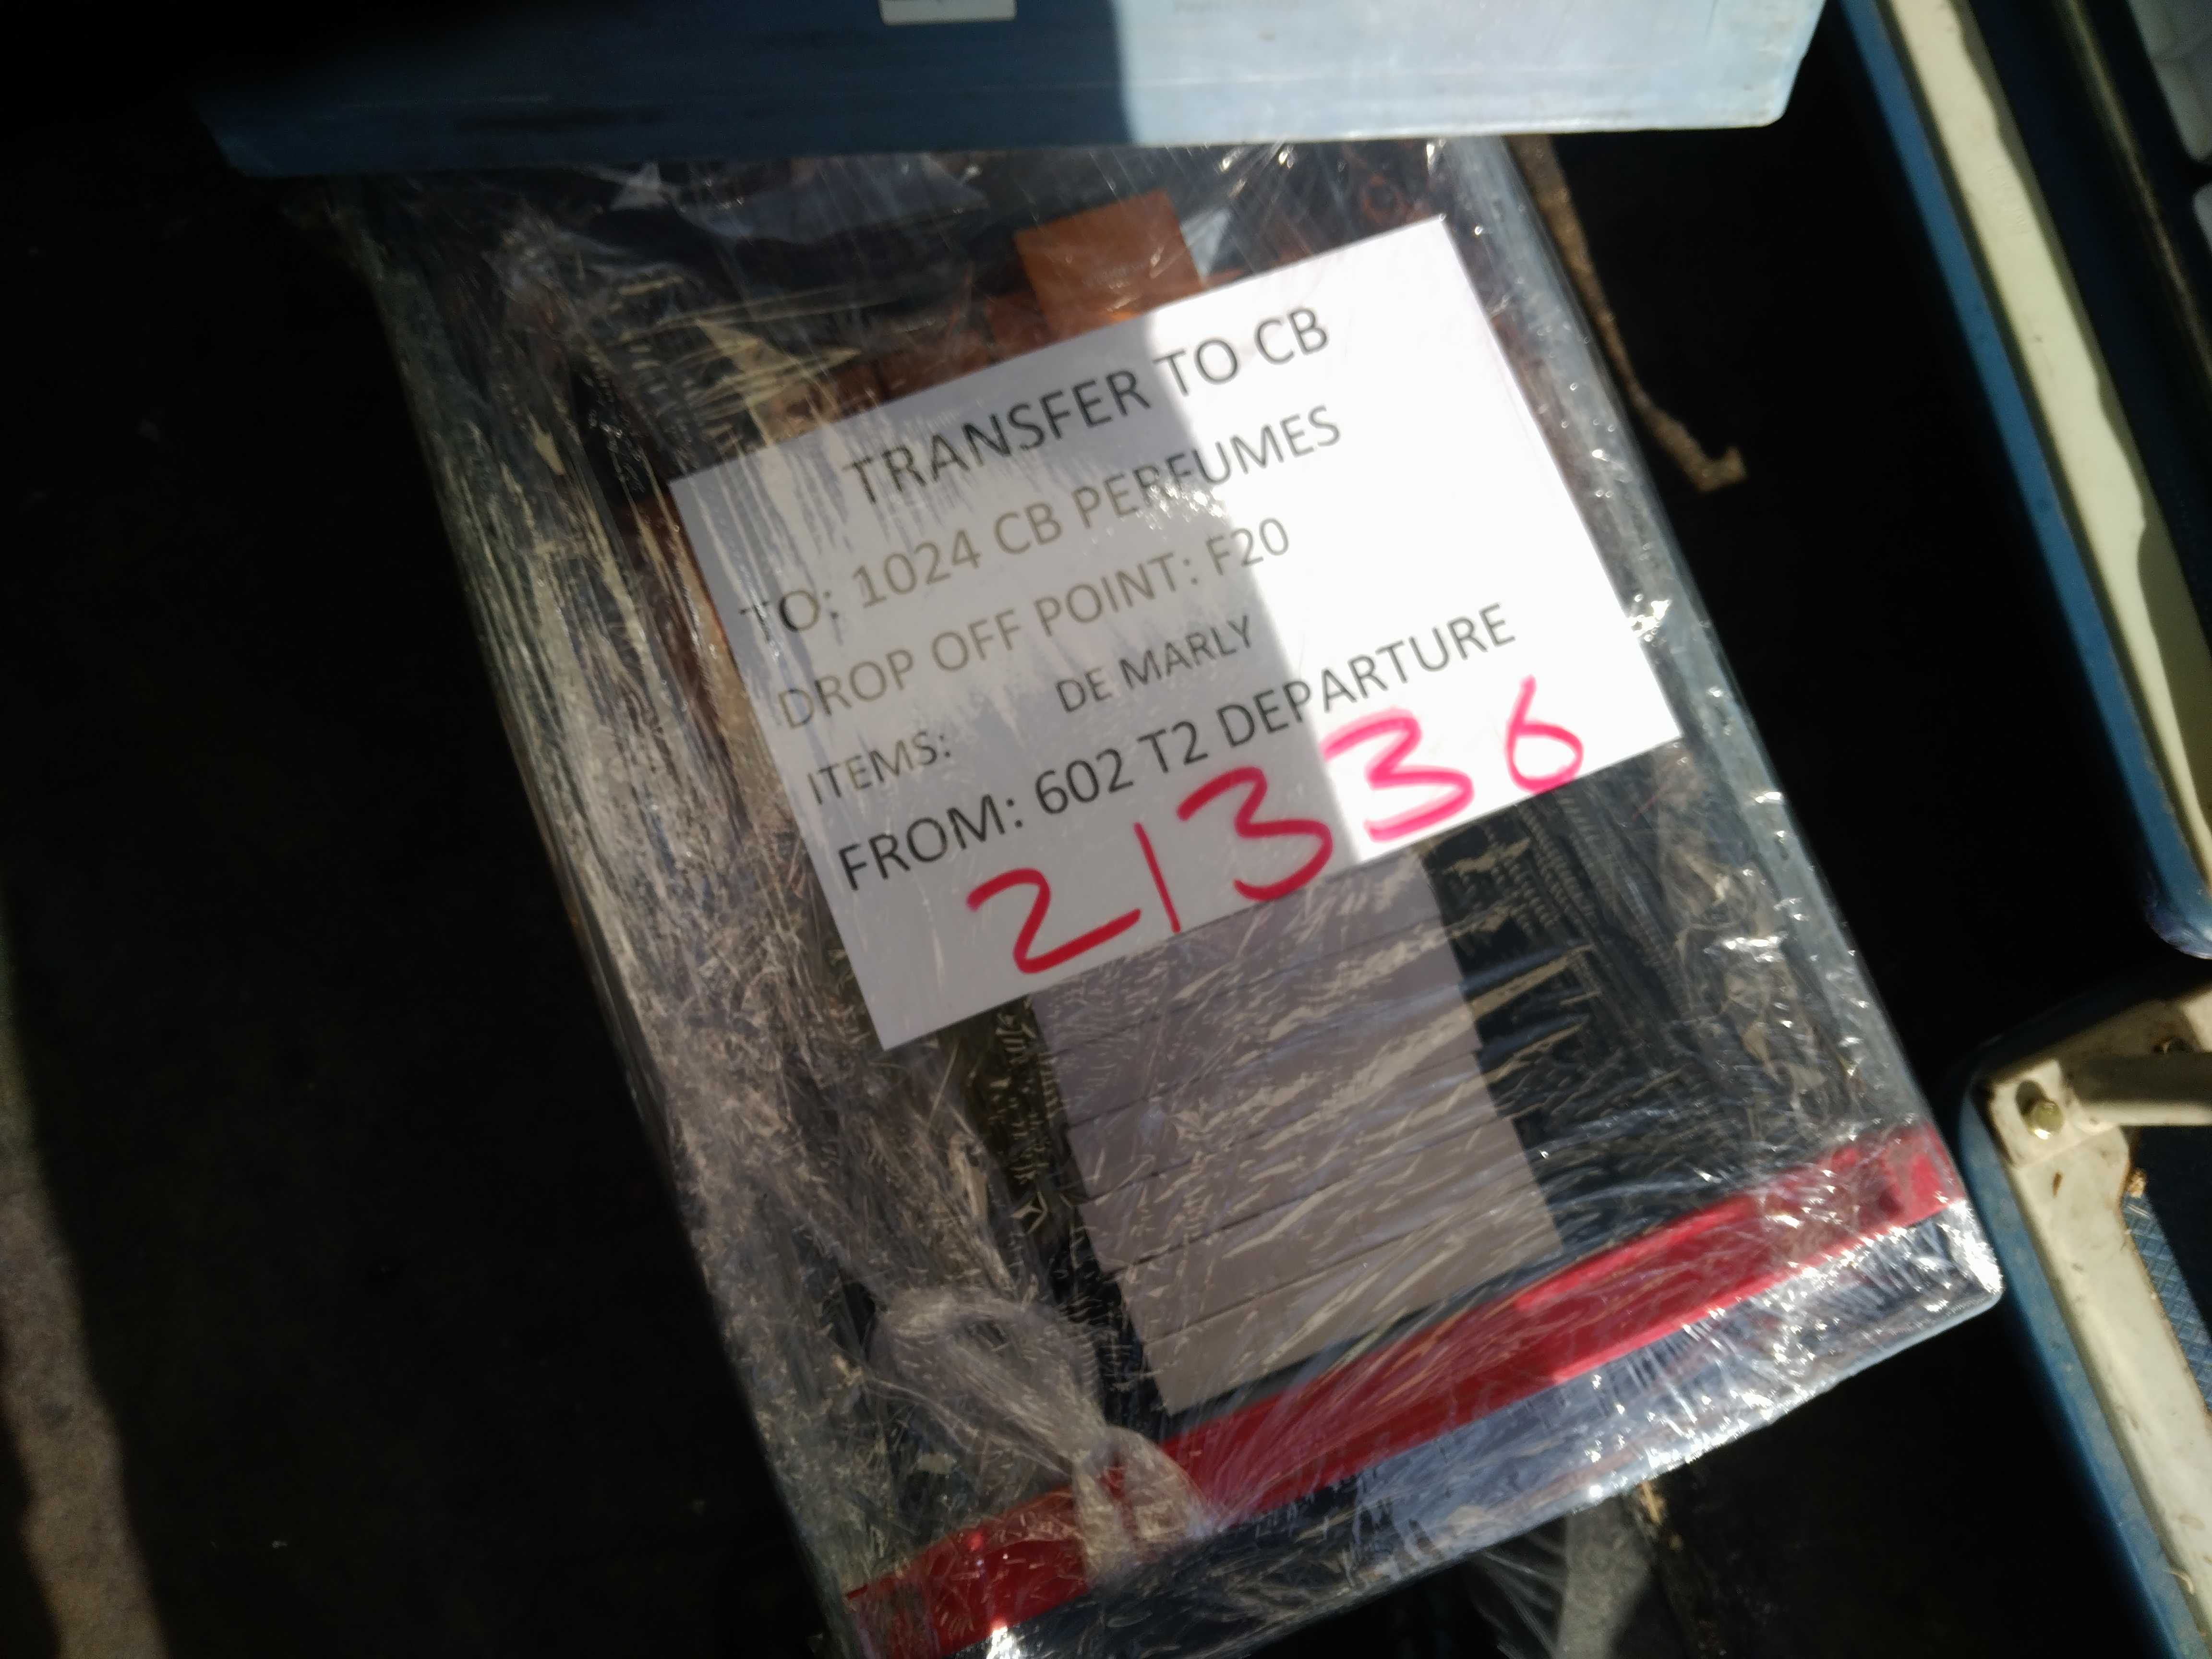 TRANSFER TO CB
TO: 1024 CB PERFUMES
DROP OFF POINT: F20
ITEMS: DE MARLY
FROM: 602 T2 DEPARTURE
21336